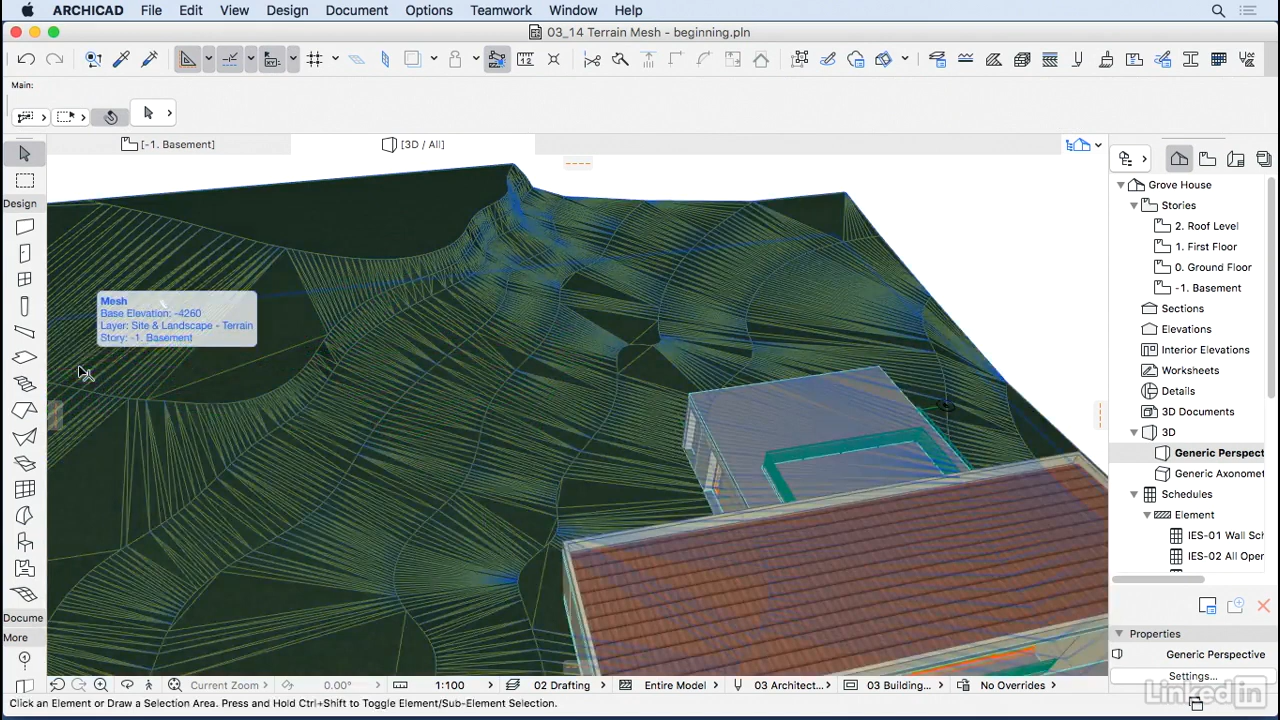 ARCHICAD File Edit View Design Document Options Teamwork Window Help
03_14 Terrain Mesh - beginning.pln
Main:
[-1. Basement]
[3D / All]
Design
Mesh
Base Elevation: -4260
Layer: Site & Landscape - Terrain
Story: -1. Basement
Docume
More
Grove House
Stories
2. Roof Level
1. First Floor
0. Ground Floor
-1. Basement
Sections
Elevations
Interior Elevations
Worksheets
Details
3D Documents
3D
Generic Perspect
Generic Axonomet
Schedules
Element
IES-01 Wall Sch
IES-02 All Oper
Properties
Generic Perspective
Settings...
Current Zoom
0.00°
1:100
02 Drafting
Entire Model
03 Architect...
03 Building...
No Overrides
Click an Element or Draw a Selection Area. Press and Hold Ctrl+Shift to Toggle Element/Sub-Element Selection.
LinkedIn